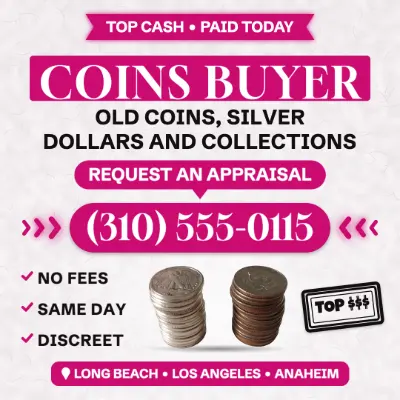 TOP CASH • PAID TODAY
COINS BUYER
OLD COINS, SILVER
DOLLARS AND COLLECTIONS
REQUEST AN APPRAISAL
(310) 555-0115
NO FEES
SAME DAY
DISCREET
TOP $$$
LONG BEACH • LOS ANGELES • ANAHEIM